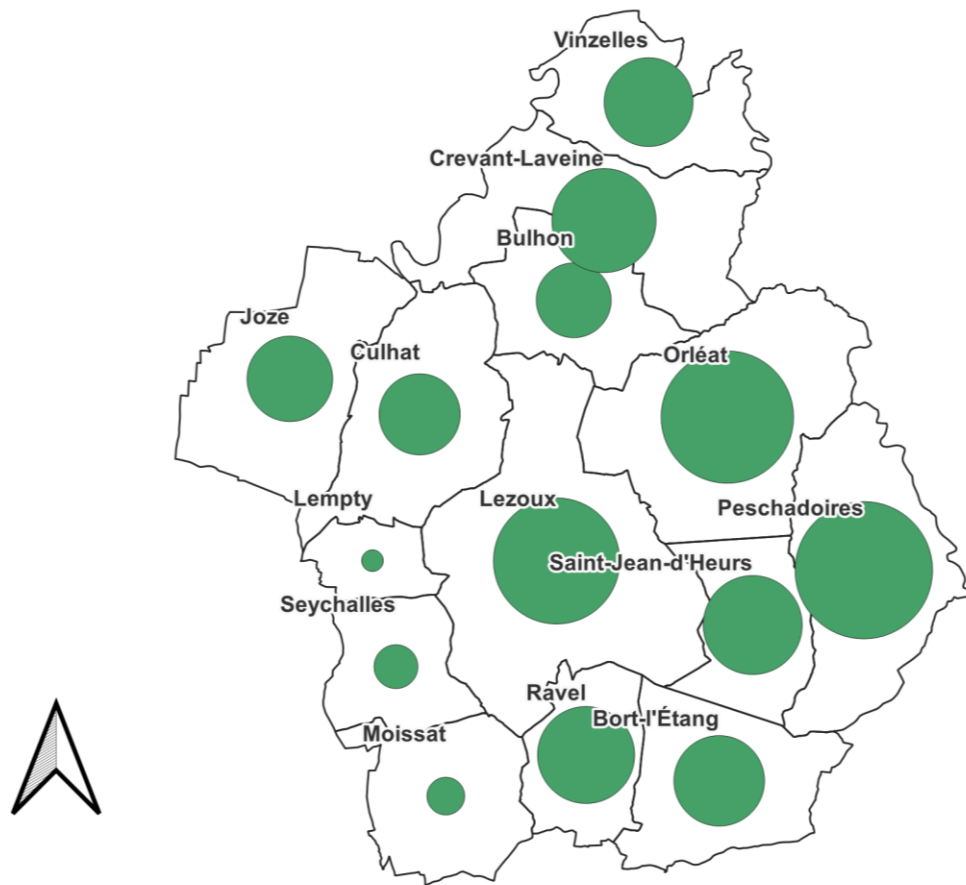 Vinzelles
Crevant-Laveine
Bulhon
Joze
Culhat
Orléat
Lempty
Lezoux
Peschadoires
Saint-Jean-d'Heurs
Seychalles
Ravel
Bort-l'Étang
Moissat